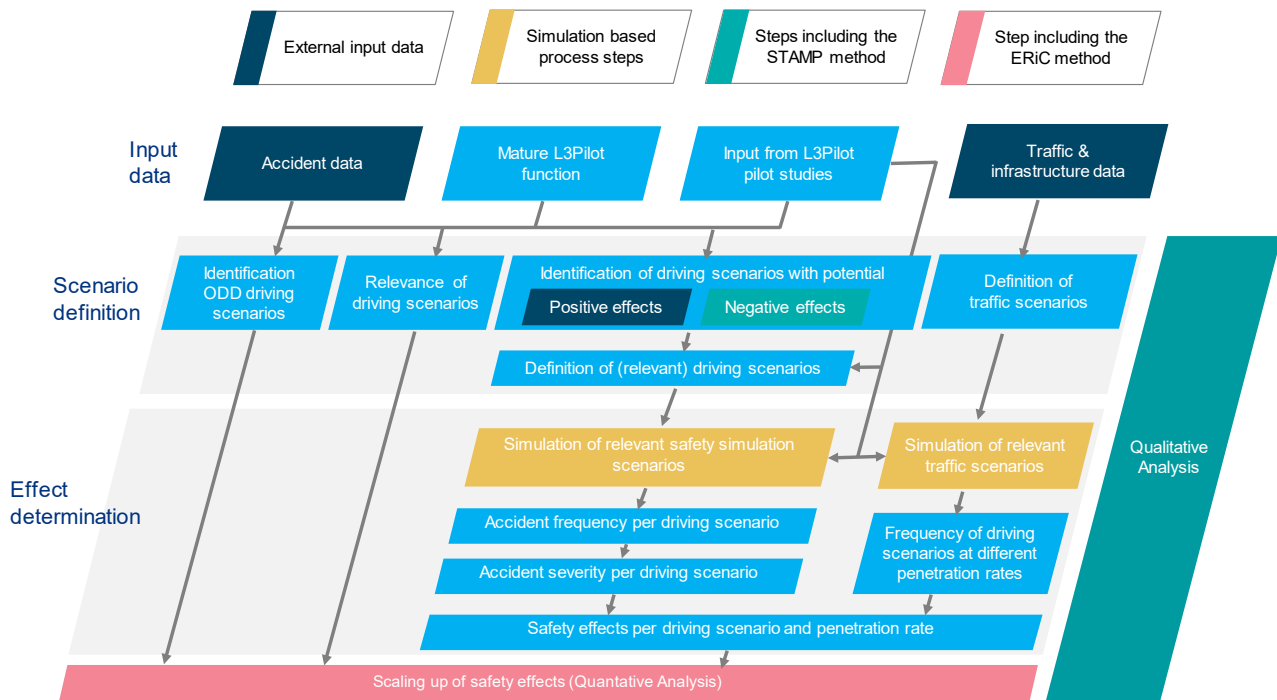 External input data
Simulation based
process steps
Steps including the
STAMP method
Step including the
ERiC method
Input
data
Accident data
Mature L3Pilot
function
Input from L3Pilot
pilot studies
Traffic &
infrastructure data
Scenario
definition
Identification
ODD driving
scenarios
Relevance of
driving scenarios
Identification of driving scenarios with potential
Positive effects
Negative effects
Definition of
traffic scenarios
Definition of (relevant) driving scenarios
Effect
determination
Simulation of relevant safety simulation
scenarios
Simulation of relevant
traffic scenarios
Qualitative
Analysis
Accident frequency per driving scenario
Accident severity per driving scenario
Frequency of driving
scenarios at different
penetration rates
Safety effects per driving scenario and penetration rate
Scaling up of safety effects (Quantative Analysis)